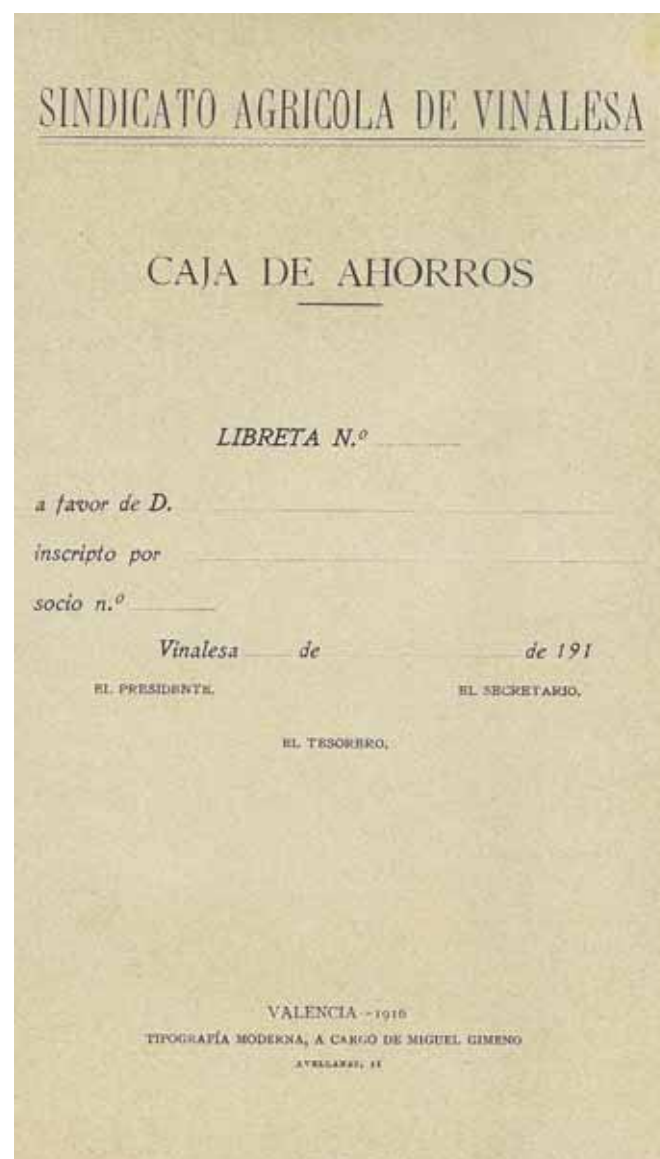 SINDICATO AGRICOLA DE VINALESA
CAJA DE AHORROS
LIBRETA N.º
a favor de D.
inscripto por
socio n.º
Vinalesa de de 191
EL PRESIDENTE,
EL SECRETARIO,
EL TESORERO,
VALENCIA - 1916
TIPOGRAFÍA MODERNA, A CARGO DE MIGUEL GIMENO
AVELLANAS, 11